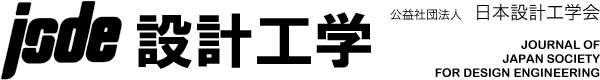 jsde 設計工学
公益社団法人 日本設計工学会
JOURNAL OF
JAPAN SOCIETY
FOR DESIGN ENGINEERING